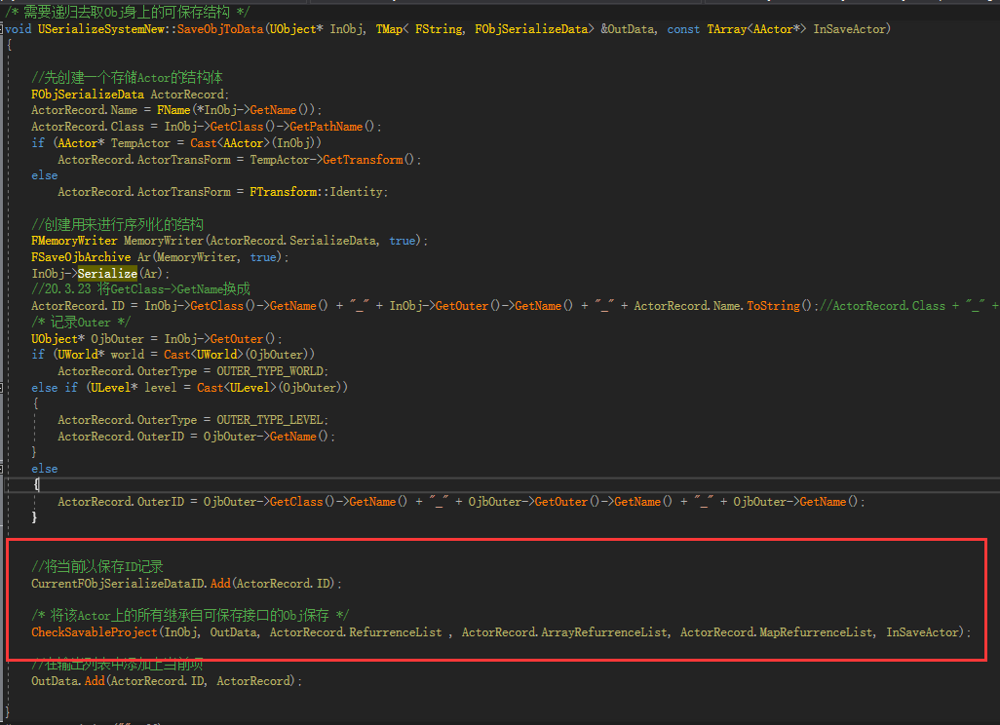 /* 需要递归去取Obj身上的可保存结构 */
void USerializeSystemNew::SaveObjToData(UObject* InObj, TMap< FString, FObjSerializeData> &OutData, const TArray<AActor*> InSaveActor)
{
//先创建一个存储Actor的结构体
FObjSerializeData ActorRecord;
ActorRecord.Name = FName(*InObj->GetName());
ActorRecord.Class = InObj->GetClass()->GetPathName();
if (AActor* TempActor = Cast<AActor>(InObj))
ActorRecord.ActorTransForm = TempActor->GetTransform();
else
ActorRecord.ActorTransForm = FTransform::Identity;
//创建用来进行序列化的结构
FMemoryWriter MemoryWriter(ActorRecord.SerializeData, true);
FSaveOjbArchive Ar(MemoryWriter, true);
InObj->Serialize(Ar);
//20.3.23 将GetClass->GetName换成
ActorRecord.ID = InObj->GetClass()->GetName() + "_" + InObj->GetOuter()->GetName() + "_" + ActorRecord.Name.ToString();//ActorRecord.Class + "_" +
/* 记录Outer */
UObject* OjbOuter = InObj->GetOuter();
if (UWorld* world = Cast<UWorld>(OjbOuter))
ActorRecord.OuterType = OUTER_TYPE_WORLD;
else if (ULevel* level = Cast<ULevel>(OjbOuter))
{
ActorRecord.OuterType = OUTER_TYPE_LEVEL;
ActorRecord.OuterID = OjbOuter->GetName();
}
else
{
ActorRecord.OuterID = OjbOuter->GetClass()->GetName() + "_" + OjbOuter->GetOuter()->GetName() + "_" + OjbOuter->GetName();
}
//将当前以保存ID记录
CurrentFObjSerializeDataID.Add(ActorRecord.ID);
/* 将该Actor上的所有继承自可保存接口的Obj保存 */
CheckSavableProject(InObj, OutData, ActorRecord.RefurrenceList , ActorRecord.ArrayRefurrenceList, ActorRecord.MapRefurrenceList, InSaveActor);
//在输出列表中添加上当前项
OutData.Add(ActorRecord.ID, ActorRecord);
}